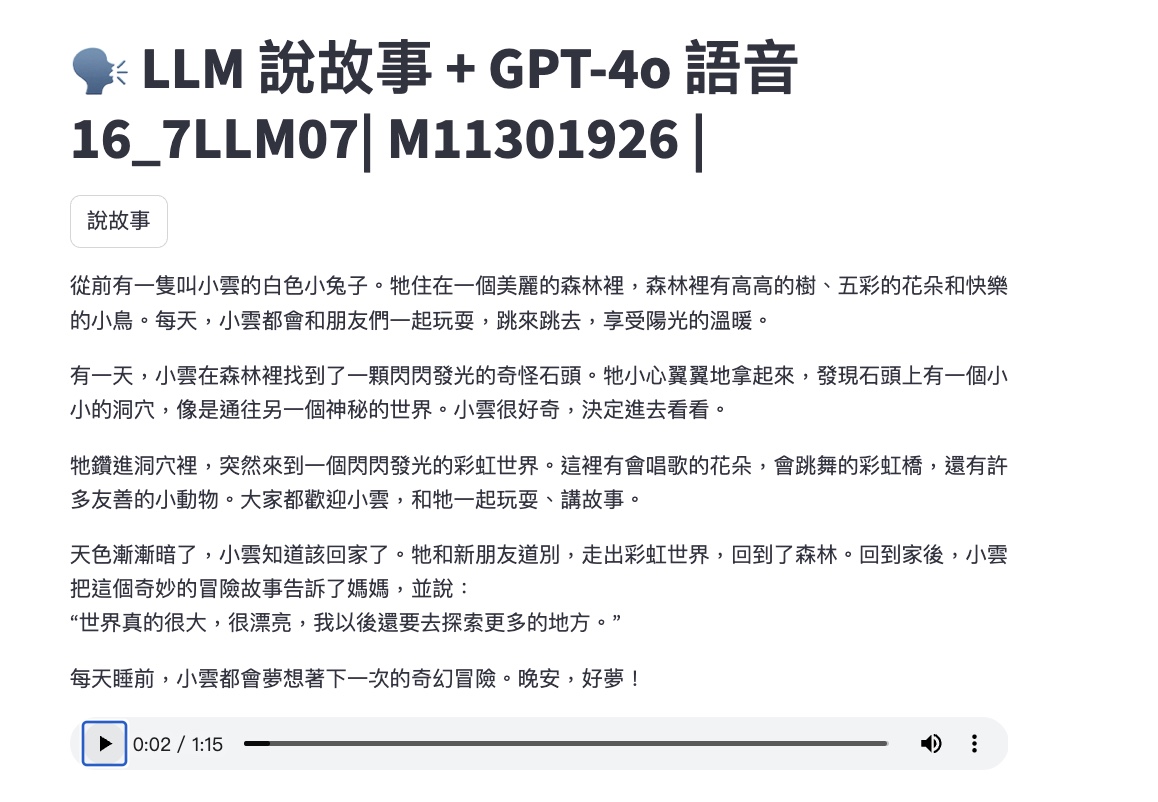 🗣️ LLM 說故事 + GPT-4o 語音
16_7LLM07| M11301926 |
說故事
從前有一隻叫小雲的白色小兔子。牠住在一個美麗的森林裡，森林裡有高高的樹、五彩的花朵和快樂
的小鳥。每天，小雲都會和朋友們一起玩耍，跳來跳去，享受陽光的溫暖。
有一天，小雲在森林裡找到了一顆閃閃發光的奇怪石頭。牠小心翼翼地拿起來，發現石頭上有一個小
小的洞穴，像是通往另一個神秘的世界。小雲很好奇，決定進去看看。
牠鑽進洞穴裡，突然來到一個閃閃發光的彩虹世界。這裡有會唱歌的花朵，會跳舞的彩虹橋，還有許
多友善的小動物。大家都歡迎小雲，和牠一起玩耍、講故事。
天色漸漸暗了，小雲知道該回家了。牠和新朋友道別，走出彩虹世界，回到了森林。回到家後，小雲
把這個奇妙的冒險故事告訴了媽媽，並說：
“世界真的很大，很漂亮，我以後還要去探索更多的地方。”
每天睡前，小雲都會夢想著下一次的奇幻冒險。晚安，好夢！
0:02 / 1:15